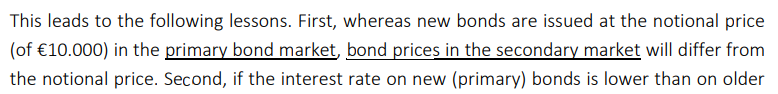 This leads to the following lessons. First, whereas new bonds are issued at the notional price
(of €10.000) in the primary bond market, bond prices in the secondary market will differ from
the notional price. Second, if the interest rate on new (primary) bonds is lower than on older